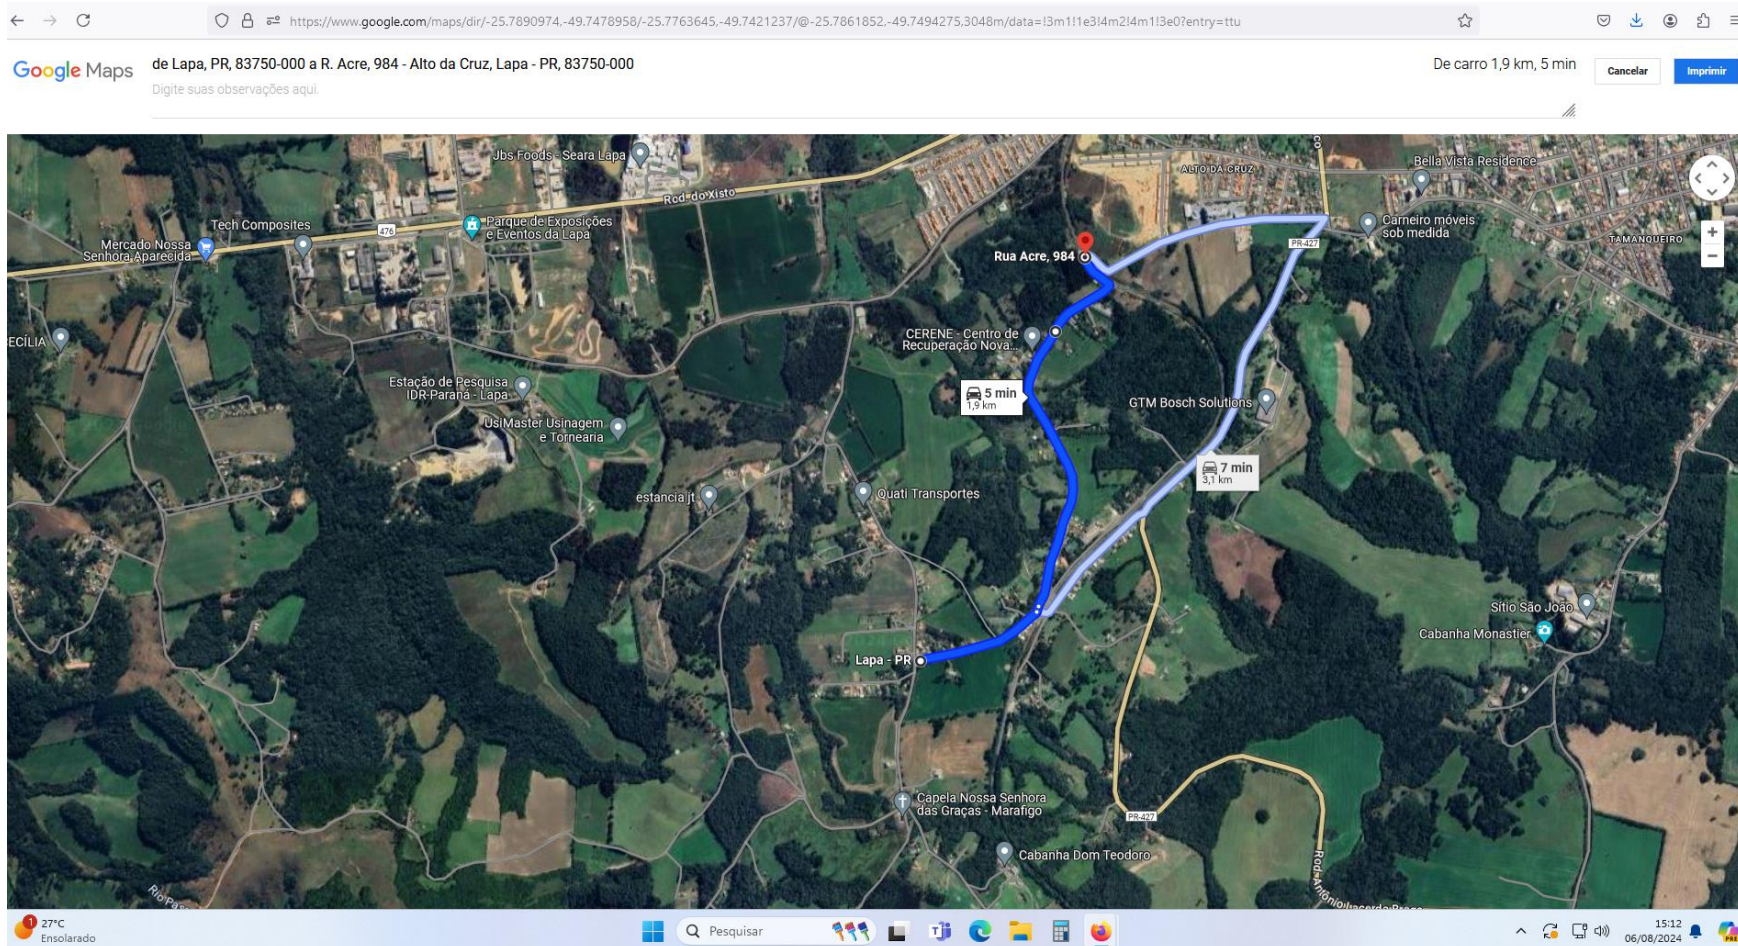 https://www.google.com/maps/dir/-25.7890974,-49.7478958/-25.7763645,-49.7421237/@-25.7861852,-49.7494275,3048m/data=!3m1!1e3!4m2!4m1!3e0?entry=ttu
Google Maps
de Lapa, PR, 83750-000 a R. Acre, 984 - Alto da Cruz, Lapa - PR, 83750-000
De carro 1,9 km, 5 min
Cancelar
Imprimir
Digite suas observações aqui.
Jbs Foods - Seara Lapa
Bella Vista Residence
ALTO DA CRUZ
Rod. do Xisto
Tech Composites
476
Parque de Exposições
e Eventos da Lapa
Mercado Nossa
Senhora Aparecida
Carneiro móveis
sob medida
PR-427
TAMANQUEIRO
Rua Acre, 984
CERENE - Centro de
Recuperação Nova...
ECÍLIA
Estação de Pesquisa
IDR-Paraná - Lapa
5 min
1,9 km
GTM Bosch Solutions
UsiMaster Usinagem
e Tornearia
7 min
3,1 km
estancia jt
Quati Transportes
Sítio São João
Cabanha Monastier
Lapa - PR
Capela Nossa Senhora
das Graças - Marafigo
PR-427
Cabanha Dom Teodoro
1
27°C
Ensolarado
Pesquisar
15:12
06/08/2024
PRE